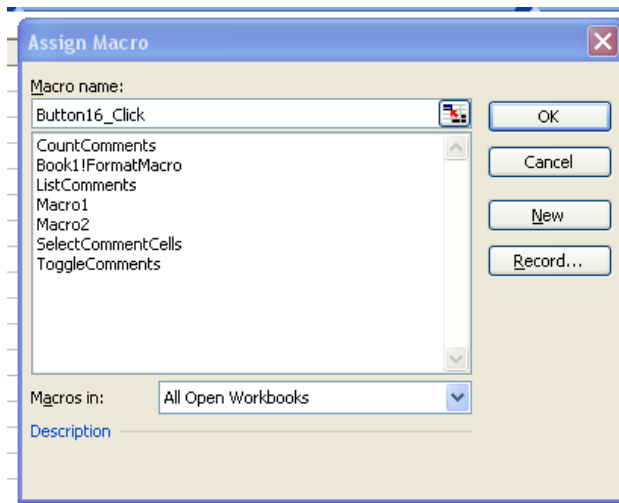 Assign Macro
Macro name:
Button16_Click
OK
CountComments
Book1!FormatMacro
ListComments
Macro1
Macro2
SelectCommentCells
ToggleComments
Cancel
New
Record...
Macros in:
All Open Workbooks
Description